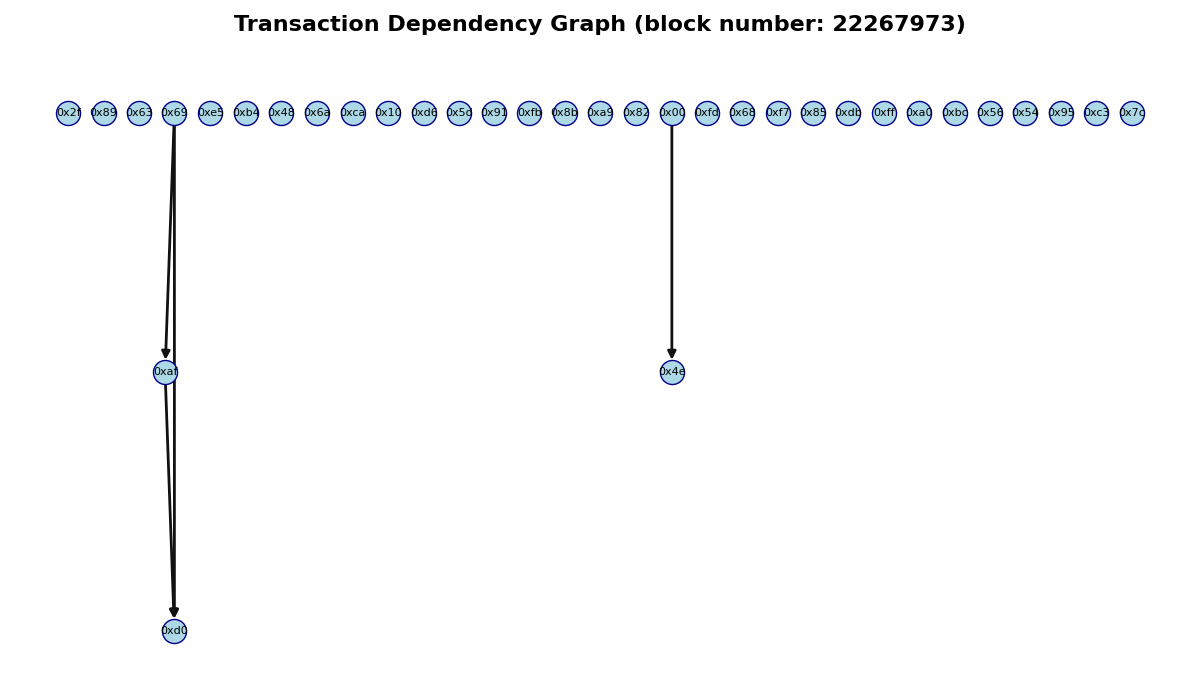 Transaction Dependency Graph (block number: 22267973)
0x2f 0x89 0x63 0x69 0xe5 0xb4 0x48 0x6a 0xca 0x10 0xd6 0x5d 0x91 0xfb 0x8b 0xa9 0x82 0x00 0xfd 0x68 0xf7 0x85 0xdb 0xff 0xa0 0xbc 0x56 0x54 0x95 0xc3 0x7c
0xaf 0x4e
0xd0